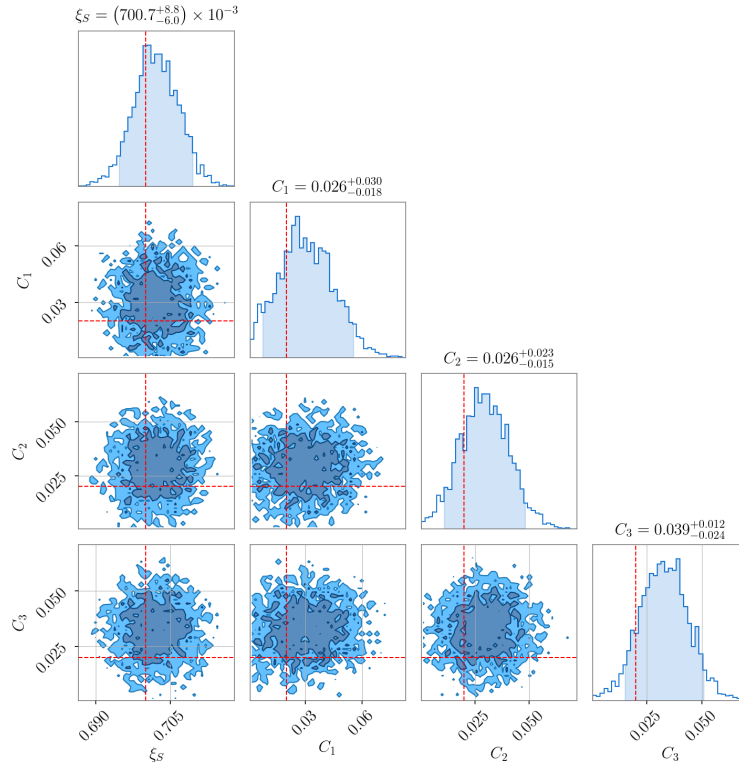 ξ_S = (700.7^{+8.8}_{-6.0}) × 10^{-3}
C_1 = 0.026^{+0.030}_{-0.018}
C_1
0.06
0.03
C_2 = 0.026^{+0.023}_{-0.015}
C_2
0.050
0.025
C_3 = 0.039^{+0.012}_{-0.024}
C_3
0.050
0.025
0.690 0.705 0.03 0.06 0.025 0.050 0.025 0.050
ξ_S C_1 C_2 C_3